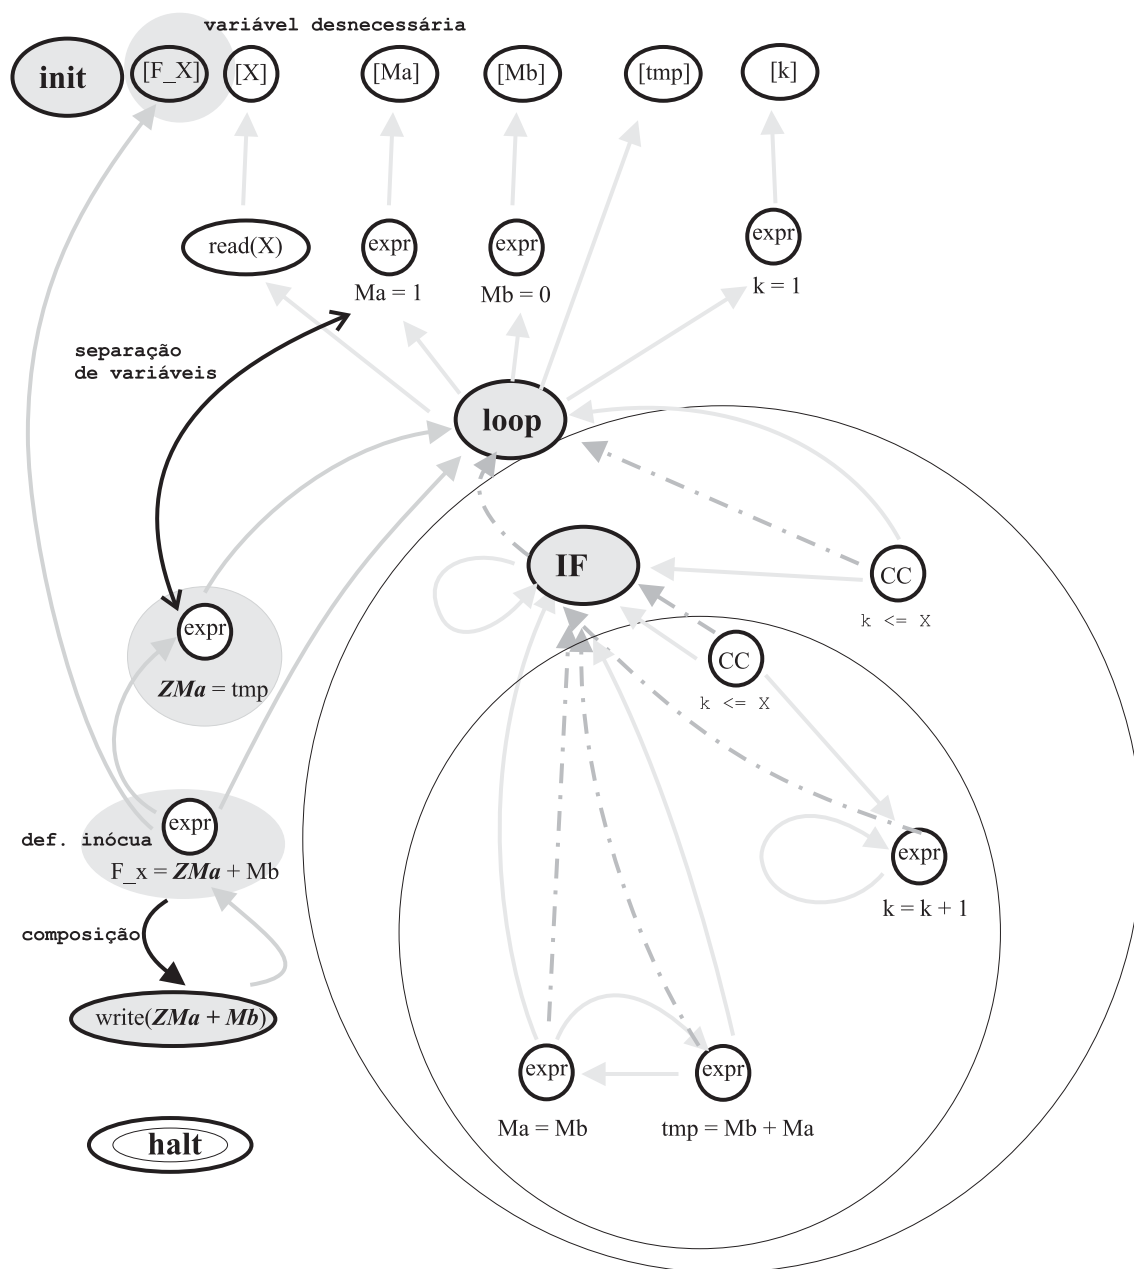 variável desnecessária
init
[F_X]
[X]
[Ma]
[Mb]
[tmp]
[k]
read(X)
expr
Ma = 1
expr
Mb = 0
expr
k = 1
separação
de variáveis
loop
IF
CC
k <= X
expr
ZMa = tmp
CC
k <= X
expr
def. inócua
F_x = ZMa + Mb
expr
k = k + 1
composição
write(ZMa + Mb)
expr
Ma = Mb
expr
tmp = Mb + Ma
halt